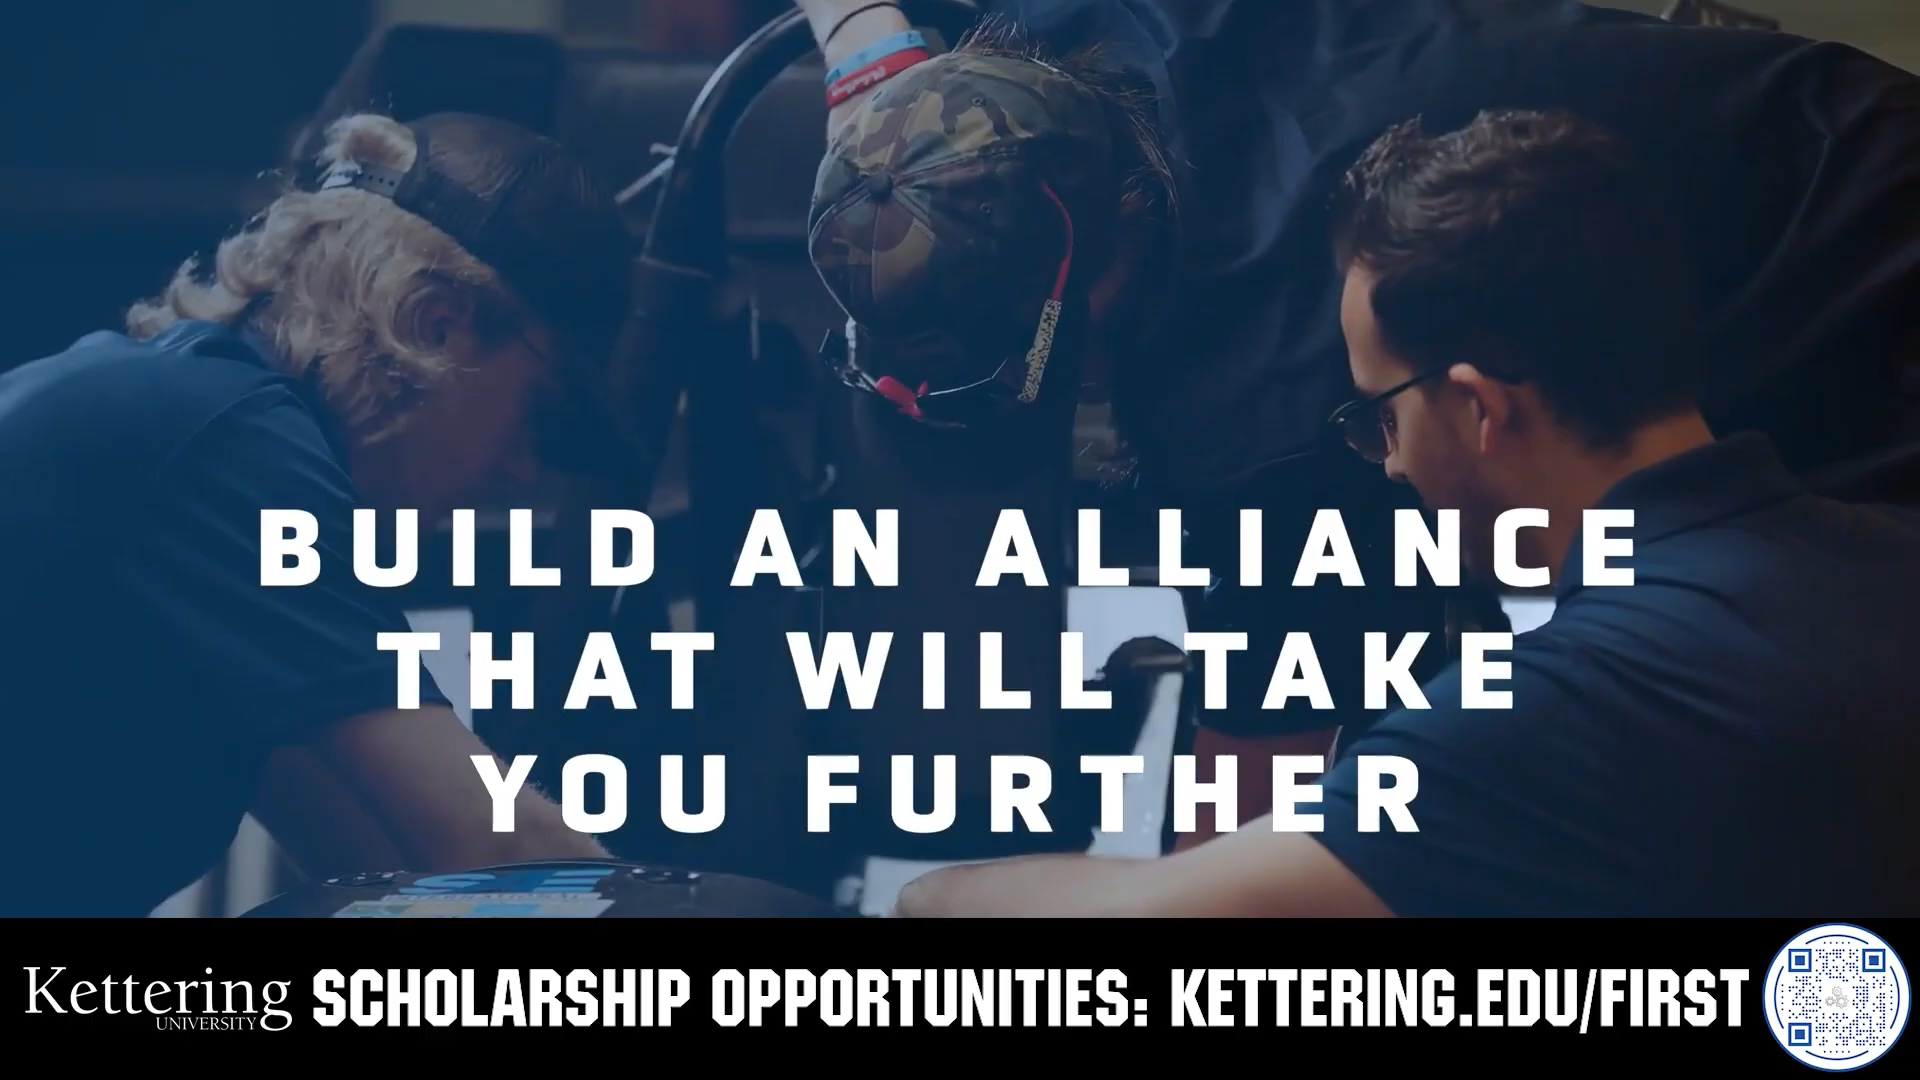 BUILD AN ALLIANCE
THAT WILL TAKE
YOU FURTHER
Kettering
UNIVERSITY
SCHOLARSHIP OPPORTUNITIES: KETTERING.EDU/FIRST